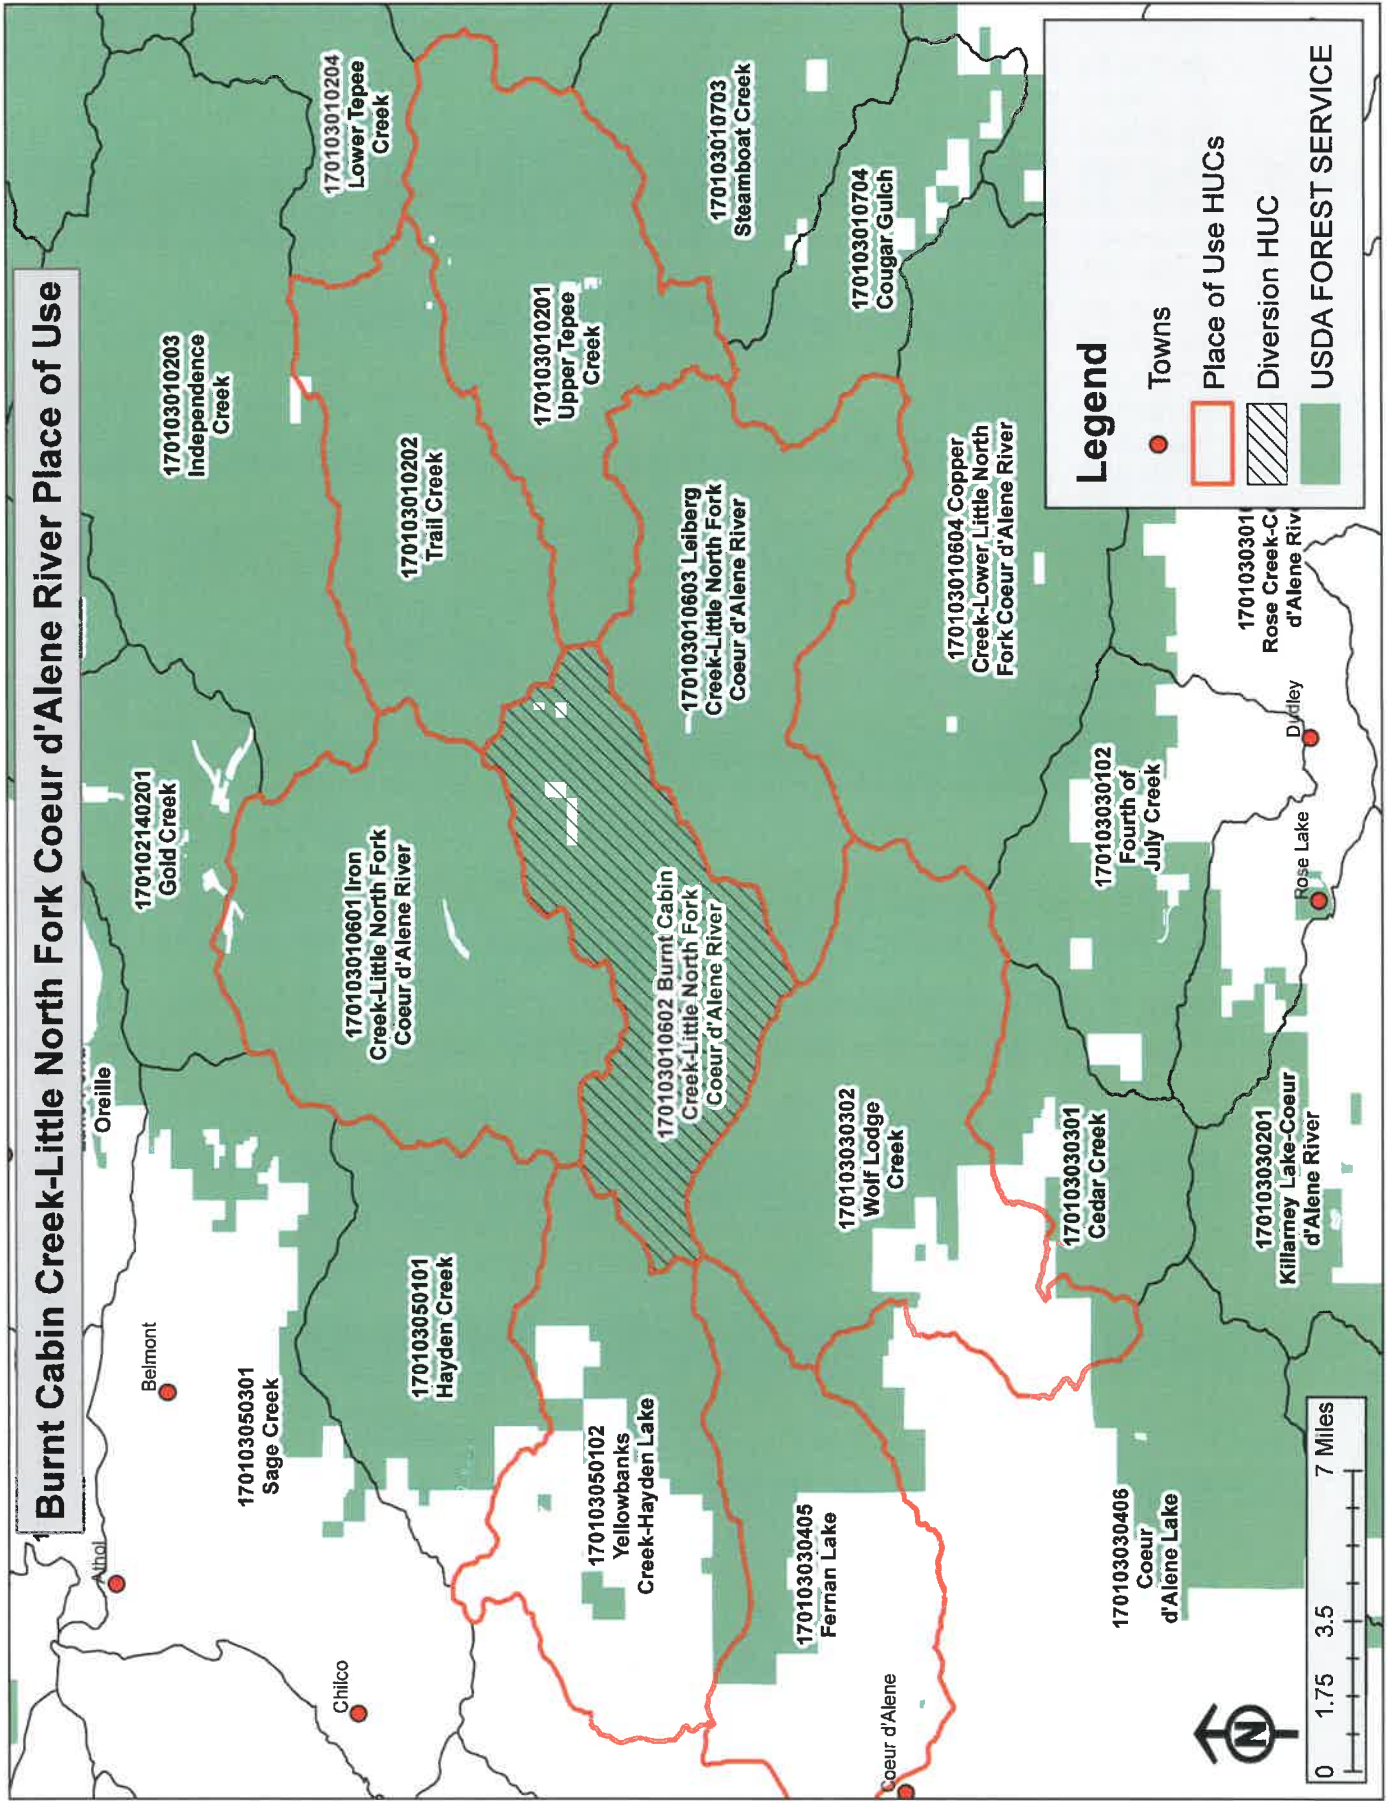 Burnt Cabin Creek-Little North Fork Coeur d'Alene River Place of Use
Athol
Belmont
Chilco
Oreille
170102140201
Gold Creek
170103010203
Independence
Creek
170103010204
Lower Tepee
Creek
170103050301
Sage Creek
170103050101
Hayden Creek
170103010601 Iron
Creek-Little North Fork
Coeur d'Alene River
170103010202
Trail Creek
170103010201
Upper Tepee
Creek
170103010703
Steamboat Creek
170103050102
Yellowbanks
Creek-Hayden Lake
170103010602 Burnt Cabin
Creek-Little North Fork
Coeur d'Alene River
170103010603 Leiberg
Creek-Little North Fork
Coeur d'Alene River
170103010704
Cougar Gulch
170103030405
Fernan Lake
170103030302
Wolf Lodge
Creek
170103010604 Copper
Creek-Lower Little North
Fork Coeur d'Alene River
Coeur d'Alene
170103030406
Coeur
d'Alene Lake
170103030301
Cedar Creek
170103030102
Fourth of
July Creek
170103030201
Killarney Lake-Coeur
d'Alene River
Rose Lake
Dudley
1701030301
Rose Creek-C
d'Alene Riv
Legend
Towns
Place of Use HUCs
Diversion HUC
USDA FOREST SERVICE
N
0 1.75 3.5 7 Miles